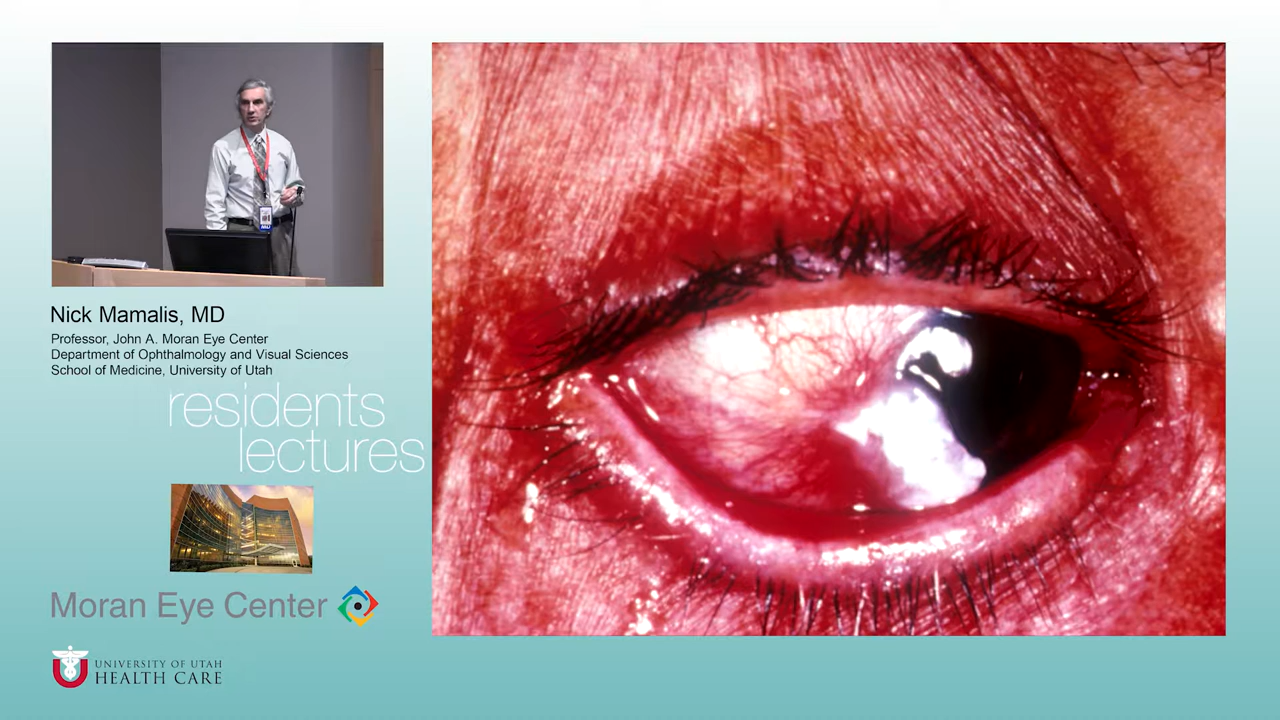 Nick Mamalis, MD
Professor, John A. Moran Eye Center
Department of Ophthalmology and Visual Sciences
School of Medicine, University of Utah
residents
lectures
Moran Eye Center
UNIVERSITY OF UTAH
HEALTH CARE